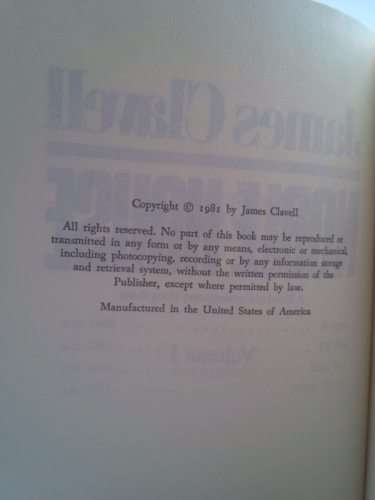 James Clavell
Copyright © 1981 by James Clavell
All rights reserved. No part of this book may be reproduced or
transmitted in any form or by any means, electronic or mechanical,
including photocopying, recording or by any information storage
and retrieval system, without the written permission of the
Publisher, except where permitted by law.
Manufactured in the United States of America
Volume I